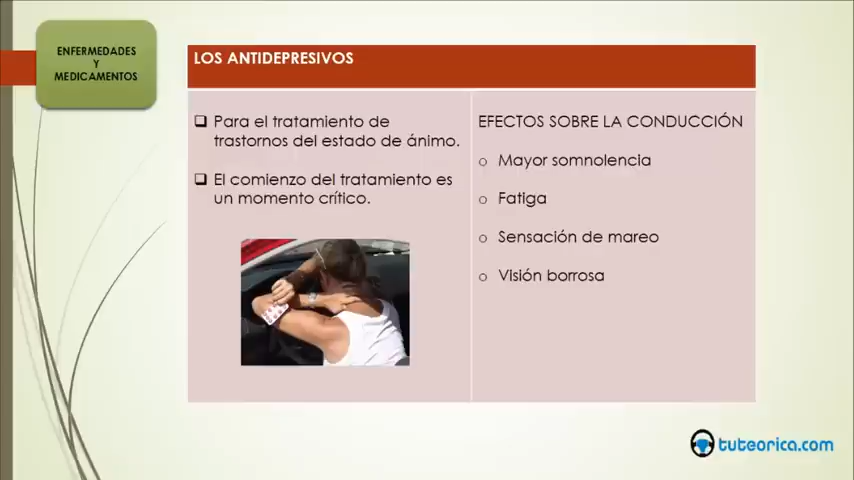 ENFERMEDADES
Y
MEDICAMENTOS
LOS ANTIDEPRESIVOS
Para el tratamiento de
trastornos del estado de ánimo.
El comienzo del tratamiento es
un momento crítico.
EFECTOS SOBRE LA CONDUCCIÓN
Mayor somnolencia
Fatiga
Sensación de mareo
Visión borrosa
tuteorica.com